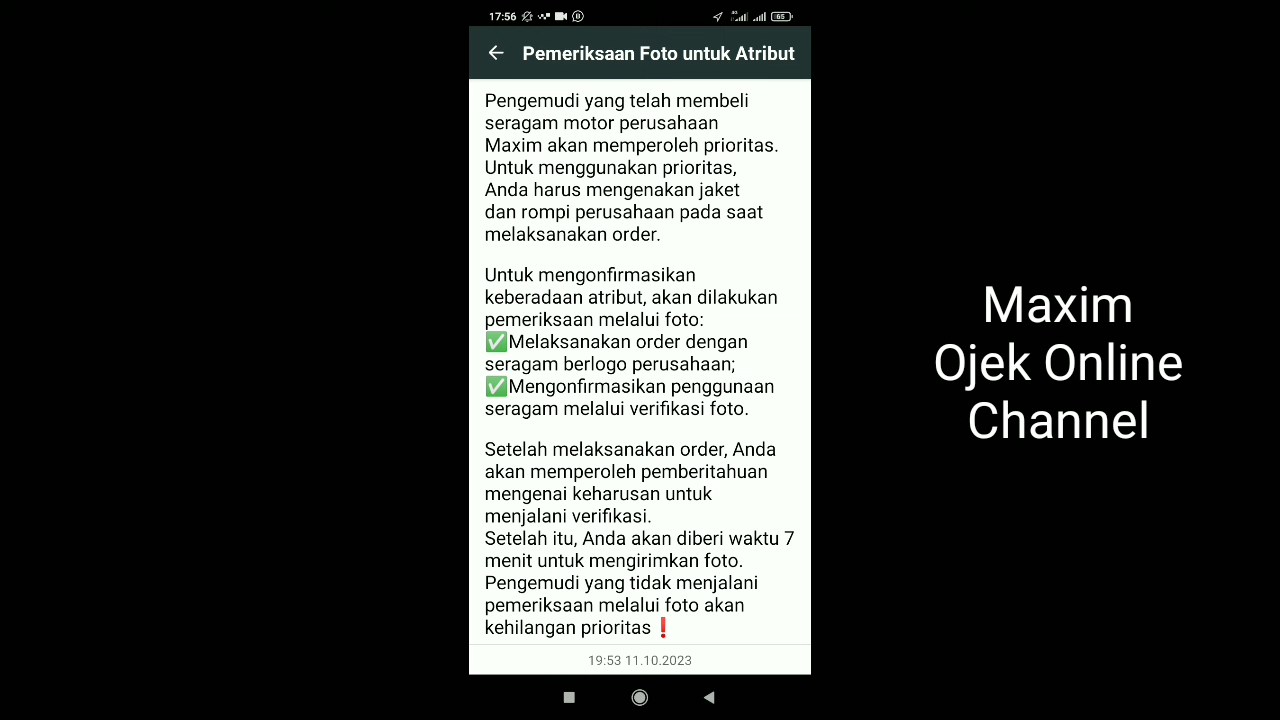 17:56
65
Pemeriksaan Foto untuk Atribut
Pengemudi yang telah membeli
seragam motor perusahaan
Maxim akan memperoleh prioritas.
Untuk menggunakan prioritas,
Anda harus mengenakan jaket
dan rompi perusahaan pada saat
melaksanakan order.
Untuk mengonfirmasikan
keberadaan atribut, akan dilakukan
pemeriksaan melalui foto:
✅Melaksanakan order dengan
seragam berlogo perusahaan;
✅Mengonfirmasikan penggunaan
seragam melalui verifikasi foto.
Setelah melaksanakan order, Anda
akan memperoleh pemberitahuan
mengenai keharusan untuk
menjalani verifikasi.
Setelah itu, Anda akan diberi waktu 7
menit untuk mengirimkan foto.
Pengemudi yang tidak menjalani
pemeriksaan melalui foto akan
kehilangan prioritas❗
19:53 11.10.2023
Maxim
Ojek Online
Channel